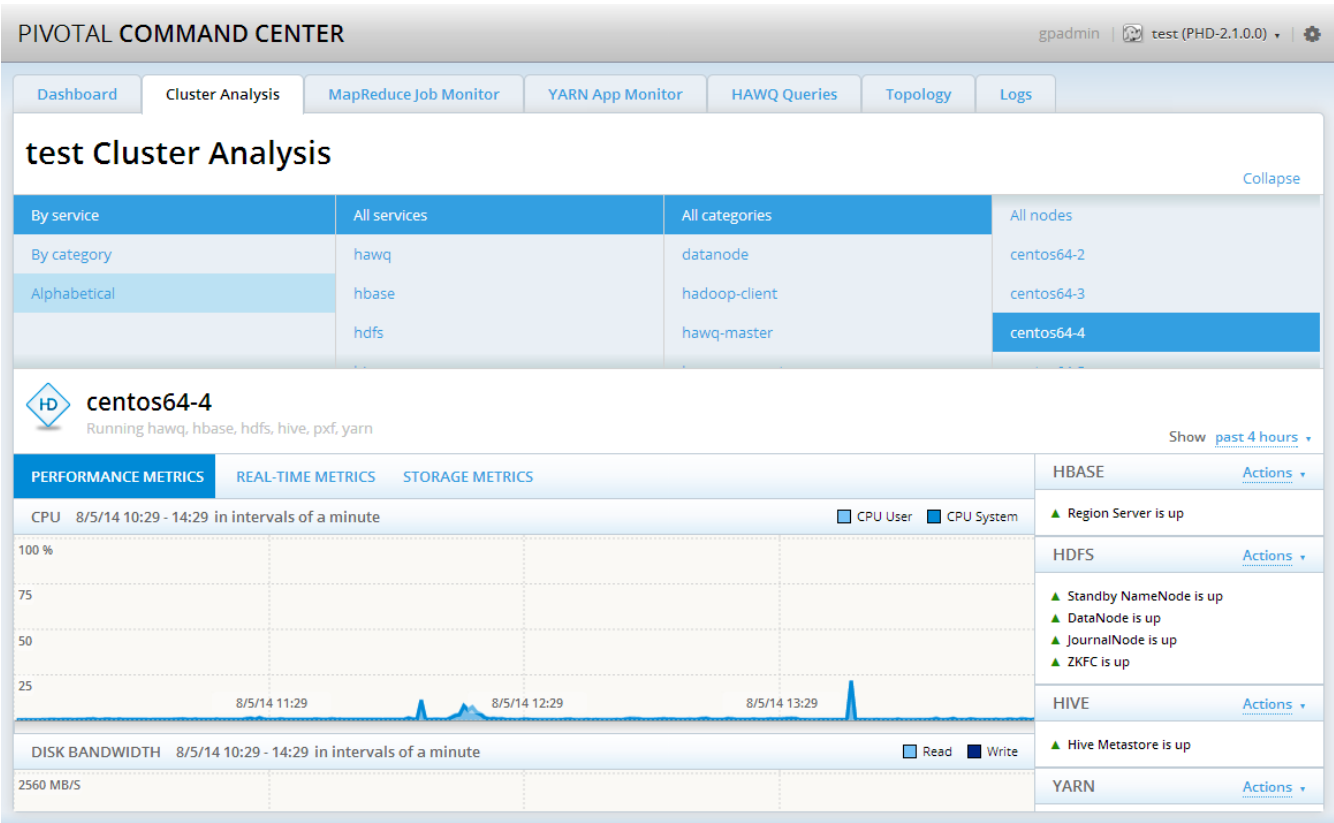 PIVOTAL COMMAND CENTER
gpadmin | test (PHD-2.1.0.0)
Dashboard Cluster Analysis MapReduce Job Monitor YARN App Monitor HAWQ Queries Topology Logs
test Cluster Analysis
Collapse
By service All services All categories All nodes
By category hawq datanode centos64-2
Alphabetical hbase hadoop-client centos64-3
hdfs hawq-master centos64-4
HD
centos64-4
Running hawq, hbase, hdfs, hive, pxf, yarn
Show past 4 hours
PERFORMANCE METRICS REAL-TIME METRICS STORAGE METRICS
CPU 8/5/14 10:29 - 14:29 in intervals of a minute CPU User CPU System
100 %
75
50
25
8/5/14 11:29 8/5/14 12:29 8/5/14 13:29
DISK BANDWIDTH 8/5/14 10:29 - 14:29 in intervals of a minute Read Write
2560 MB/S
HBASE Actions
Region Server is up
HDFS Actions
Standby NameNode is up
DataNode is up
JournalNode is up
ZKFC is up
HIVE Actions
Hive Metastore is up
YARN Actions